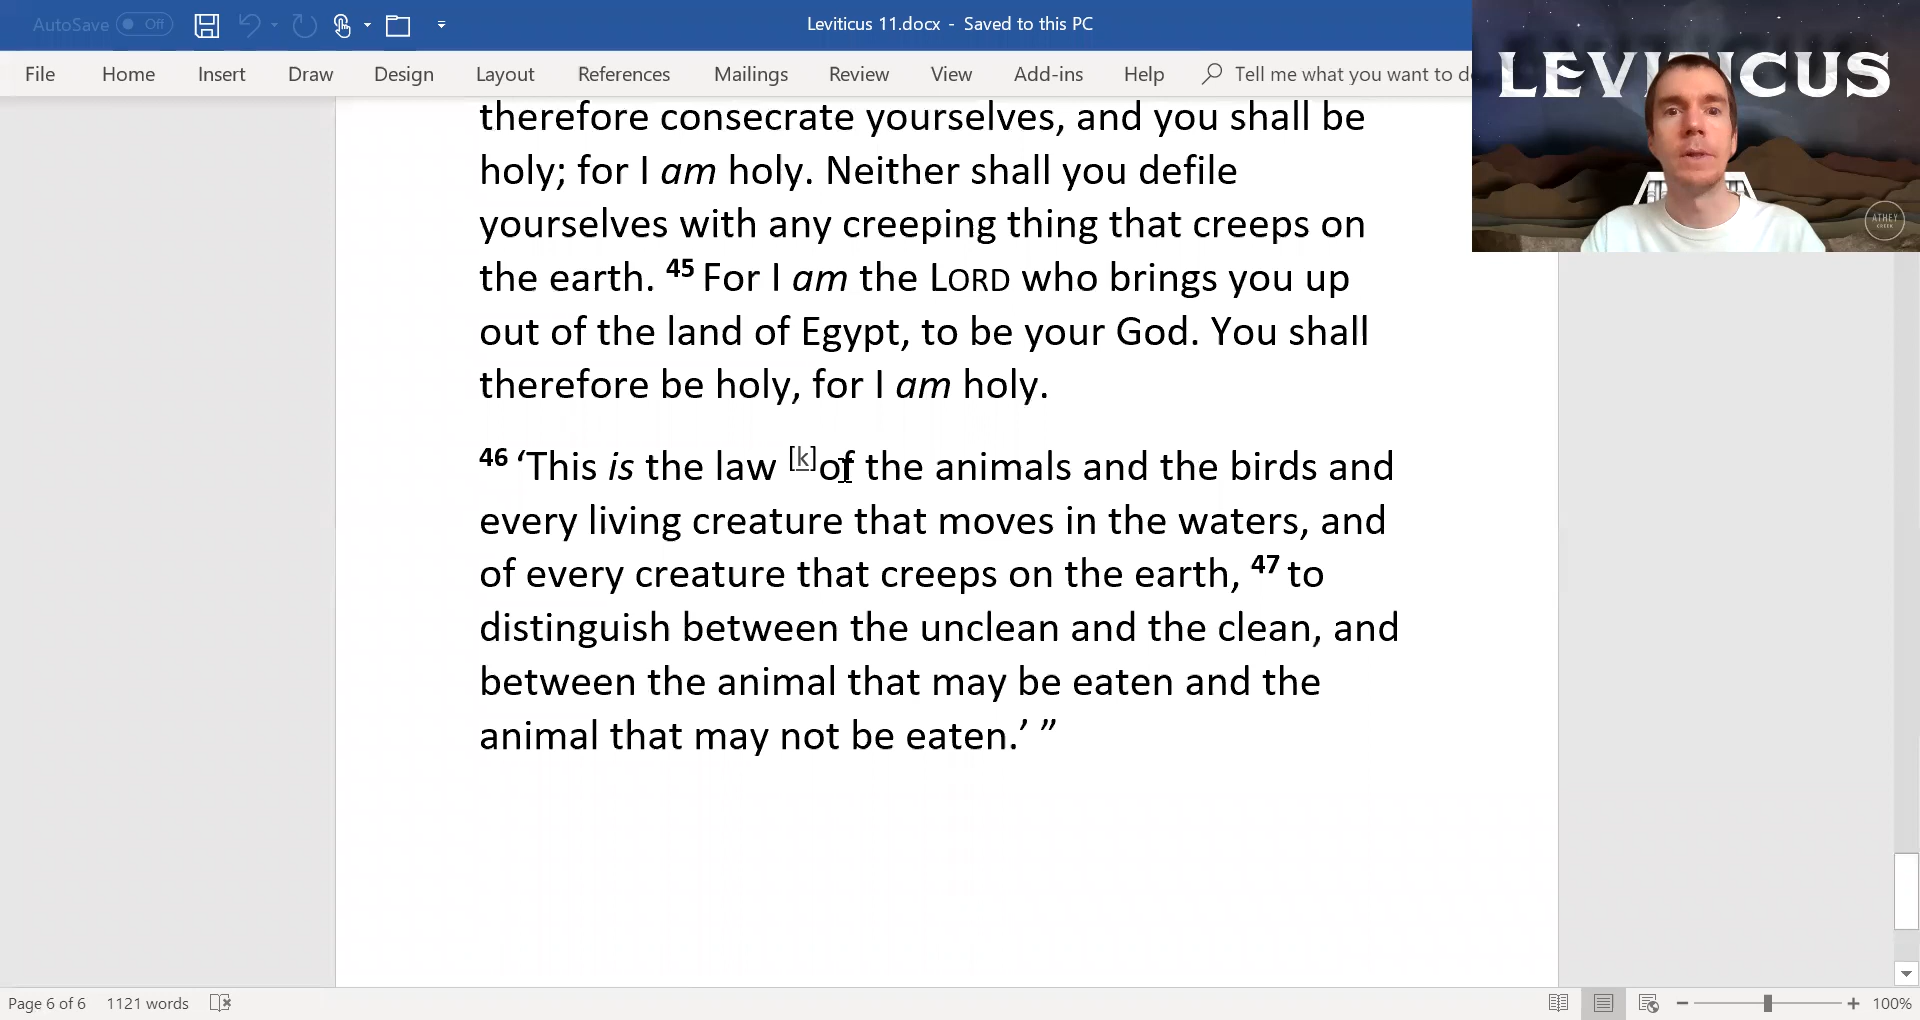 AutoSave Off
Leviticus 11.docx - Saved to this PC
File Home Insert Draw Design Layout References Mailings Review View Add-ins Help Tell me what you want to do
LEVITICUS
ATHEY
CREEK
therefore consecrate yourselves, and you shall be
holy; for I am holy. Neither shall you defile
yourselves with any creeping thing that creeps on
the earth. 45 For I am the LORD who brings you up
out of the land of Egypt, to be your God. You shall
therefore be holy, for I am holy.
46 ‘This is the law [k]of the animals and the birds and
every living creature that moves in the waters, and
of every creature that creeps on the earth, 47 to
distinguish between the unclean and the clean, and
between the animal that may be eaten and the
animal that may not be eaten.’ ”
Page 6 of 6 1121 words 100%